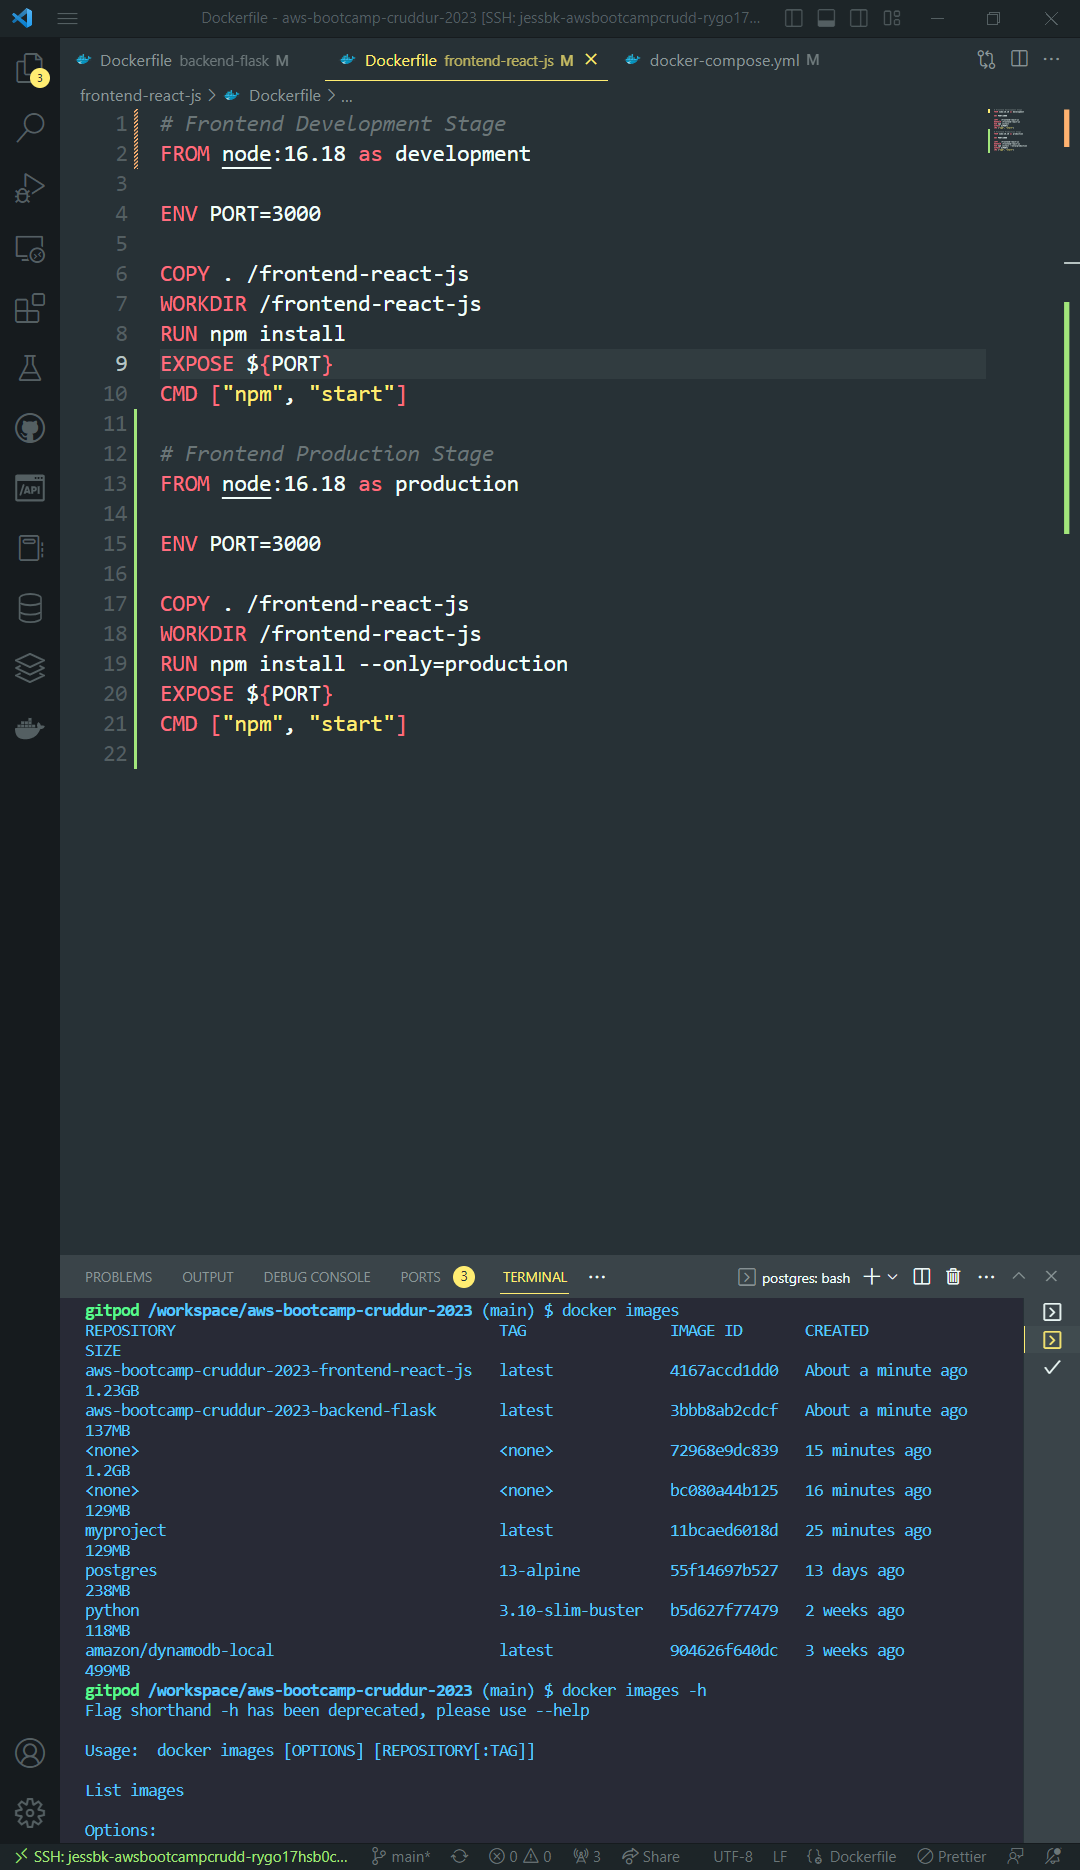 Dockerfile - aws-bootcamp-cruddur-2023 [SSH: jessbk-awsbootcampcrudd-rygo17...
3
Dockerfile backend-flask M
Dockerfile frontend-react-js M
docker-compose.yml M
frontend-react-js > Dockerfile > ...
1 # Frontend Development Stage
2 FROM node:16.18 as development
3
4 ENV PORT=3000
5
6 COPY . /frontend-react-js
7 WORKDIR /frontend-react-js
8 RUN npm install
9 EXPOSE ${PORT}
10 CMD ["npm", "start"]
11
12 # Frontend Production Stage
13 FROM node:16.18 as production
14
15 ENV PORT=3000
16
17 COPY . /frontend-react-js
18 WORKDIR /frontend-react-js
19 RUN npm install --only=production
20 EXPOSE ${PORT}
21 CMD ["npm", "start"]
22
/API
PROBLEMS OUTPUT DEBUG CONSOLE PORTS 3 TERMINAL ... postgres: bash
gitpod /workspace/aws-bootcamp-cruddur-2023 (main) $ docker images
REPOSITORY TAG IMAGE ID CREATED
SIZE
aws-bootcamp-cruddur-2023-frontend-react-js latest 4167accd1dd0 About a minute ago
1.23GB
aws-bootcamp-cruddur-2023-backend-flask latest 3bbb8ab2cdcf About a minute ago
137MB
<none> <none> 72968e9dc839 15 minutes ago
1.2GB
<none> <none> bc080a44b125 16 minutes ago
129MB
myproject latest 11bcaed6018d 25 minutes ago
129MB
postgres 13-alpine 55f14697b527 13 days ago
238MB
python 3.10-slim-buster b5d627f77479 2 weeks ago
118MB
amazon/dynamodb-local latest 904626f640dc 3 weeks ago
499MB
gitpod /workspace/aws-bootcamp-cruddur-2023 (main) $ docker images -h
Flag shorthand -h has been deprecated, please use --help
Usage:  docker images [OPTIONS] [REPOSITORY[:TAG]]
List images
Options:
SSH: jessbk-awsbootcampcrudd-rygo17hsb0c... main* 0 0 3 Share UTF-8 LF Dockerfile Prettier